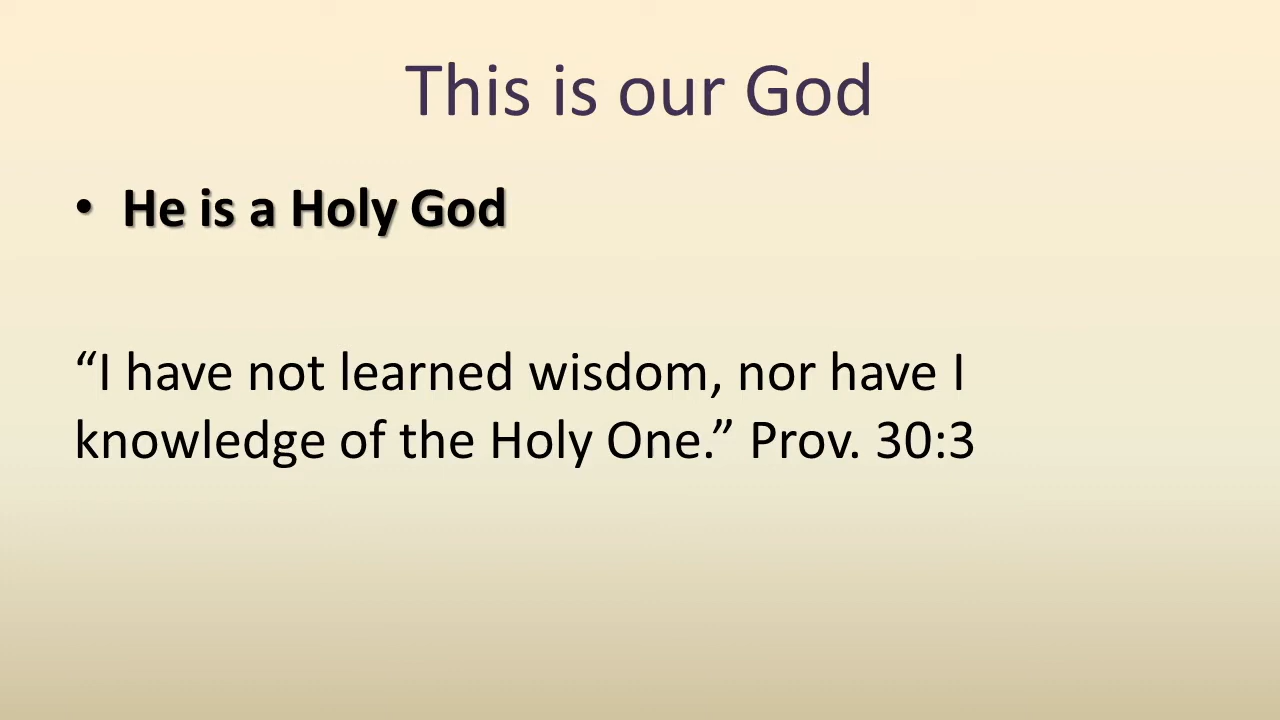 This is our God
• He is a Holy God
“I have not learned wisdom, nor have I
knowledge of the Holy One.” Prov. 30:3